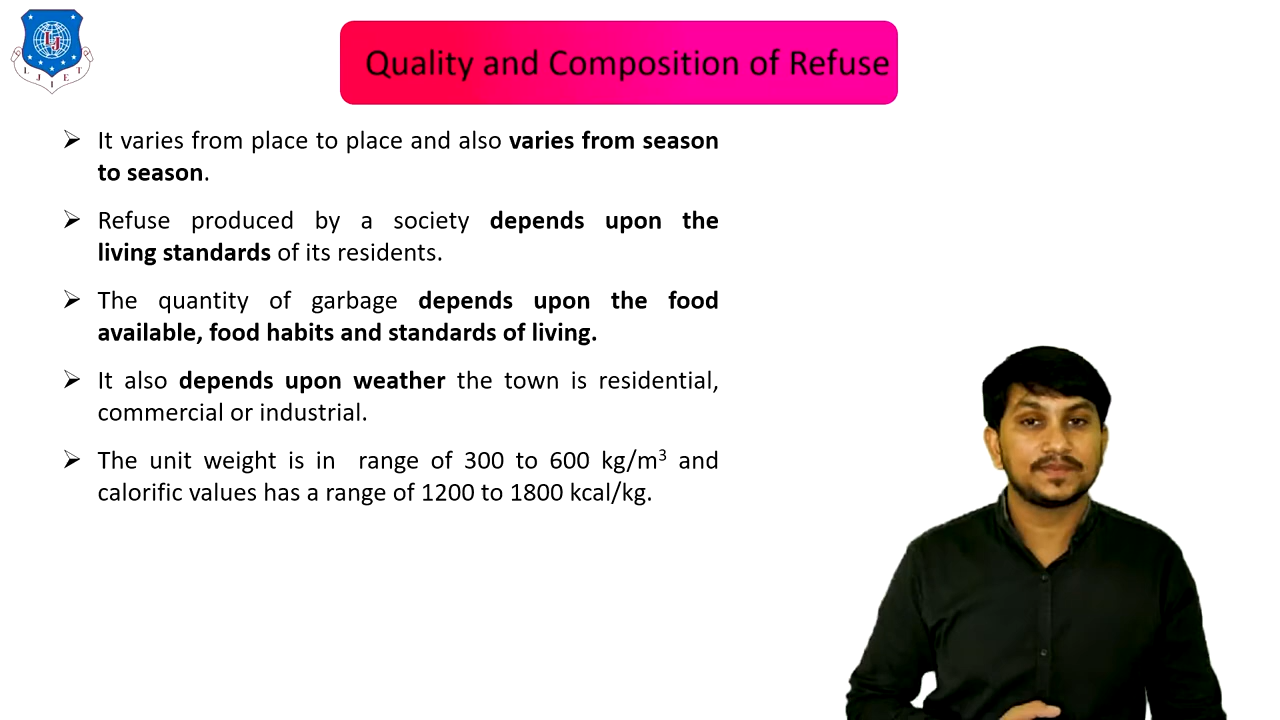 LJIET
Quality and Composition of Refuse
➢ It varies from place to place and also varies from season
to season.
➢ Refuse produced by a society depends upon the
living standards of its residents.
➢ The quantity of garbage depends upon the food
available, food habits and standards of living.
➢ It also depends upon weather the town is residential,
commercial or industrial.
➢ The unit weight is in range of 300 to 600 kg/m³ and
calorific values has a range of 1200 to 1800 kcal/kg.